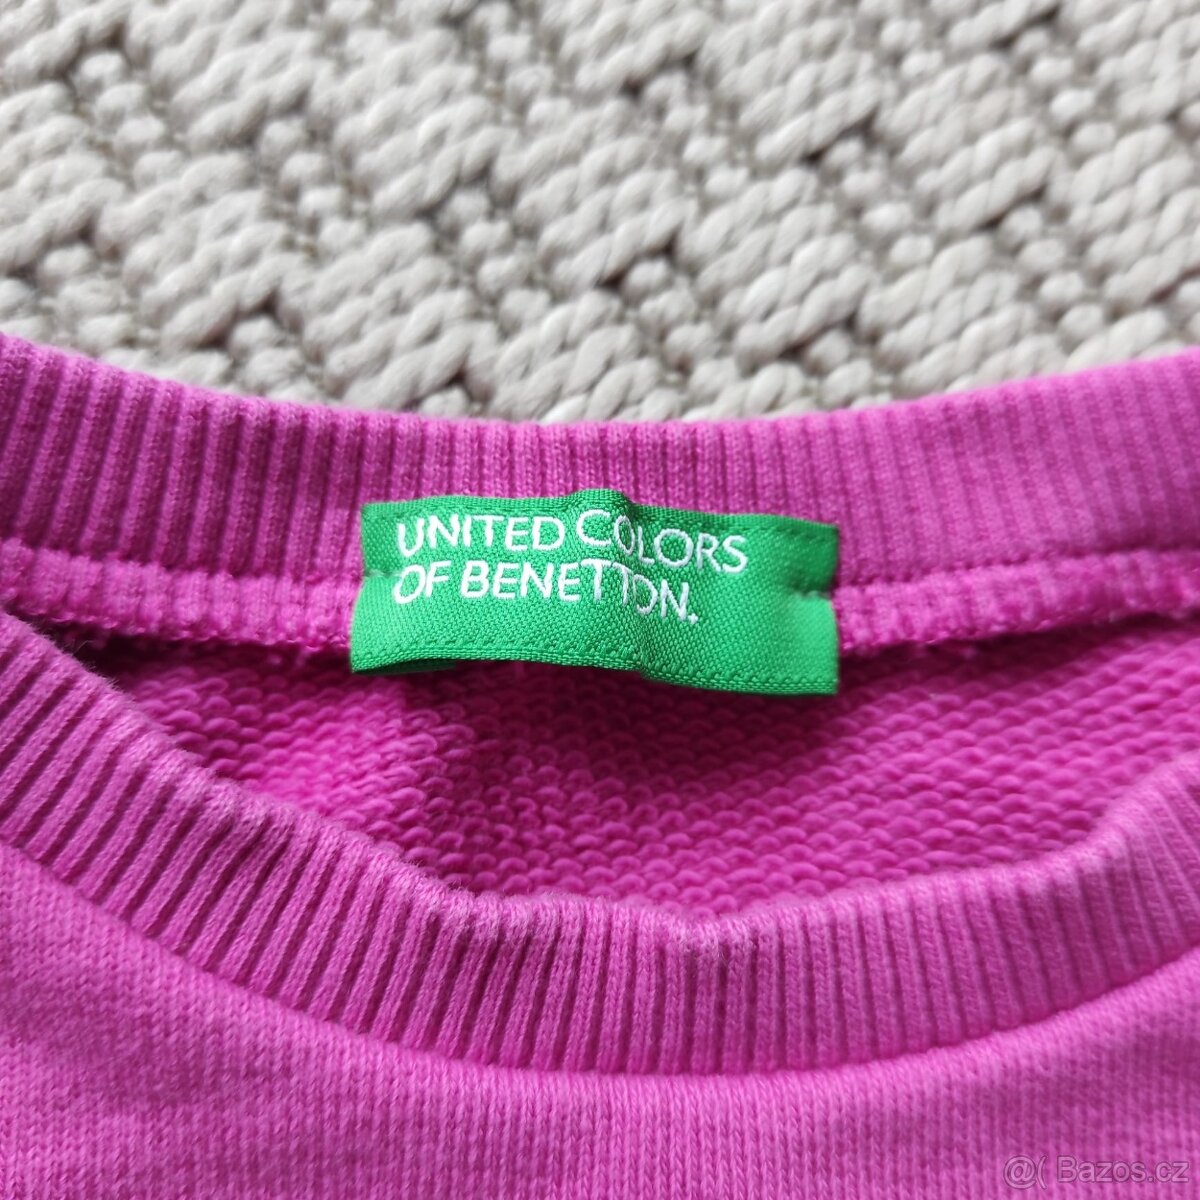 UNITED COLORS
OF BENETTON.
@( Bazos.cz